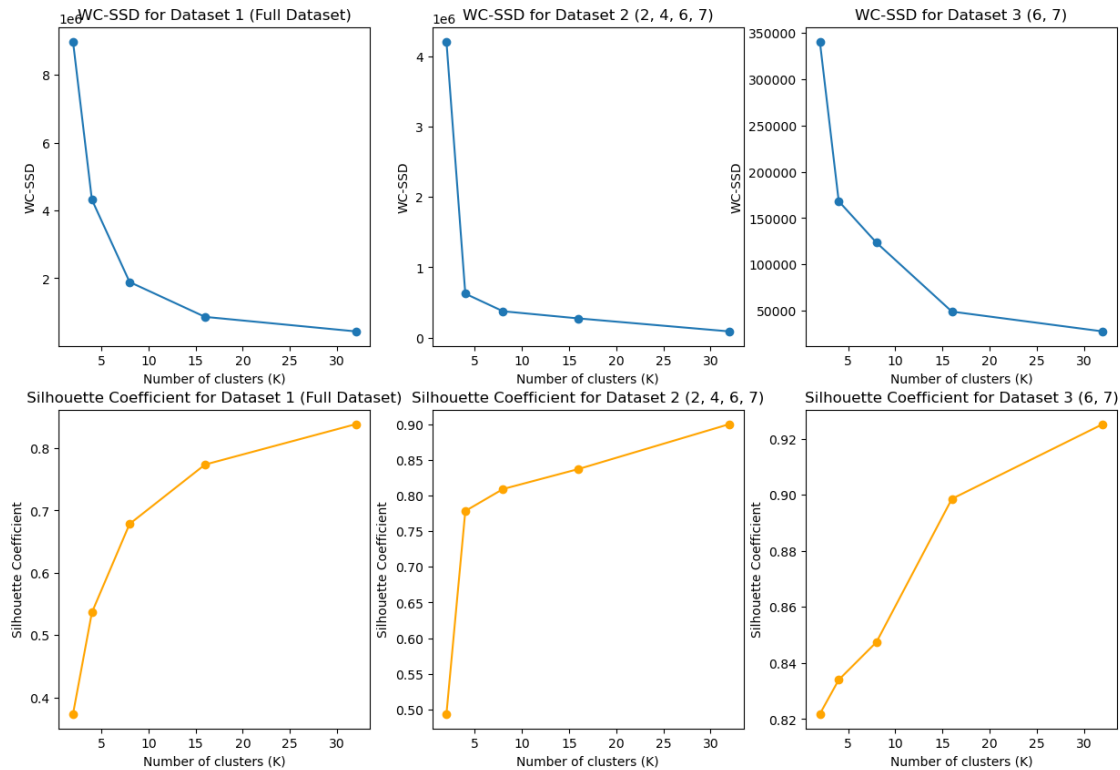 WC-SSD for Dataset 1 (Full Dataset)
1e6
8
6
4
2
WC-SSD
5 10 15 20 25 30
Number of clusters (K)
WC-SSD for Dataset 2 (2, 4, 6, 7)
1e6
4
3
2
1
0
WC-SSD
5 10 15 20 25 30
Number of clusters (K)
WC-SSD for Dataset 3 (6, 7)
350000
300000
250000
200000
150000
100000
50000
WC-SSD
5 10 15 20 25 30
Number of clusters (K)
Silhouette Coefficient for Dataset 1 (Full Dataset)
0.8
0.7
0.6
0.5
0.4
Silhouette Coefficient
5 10 15 20 25 30
Number of clusters (K)
Silhouette Coefficient for Dataset 2 (2, 4, 6, 7)
0.90
0.85
0.80
0.75
0.70
0.65
0.60
0.55
0.50
Silhouette Coefficient
5 10 15 20 25 30
Number of clusters (K)
Silhouette Coefficient for Dataset 3 (6, 7)
0.92
0.90
0.88
0.86
0.84
0.82
Silhouette Coefficient
5 10 15 20 25 30
Number of clusters (K)